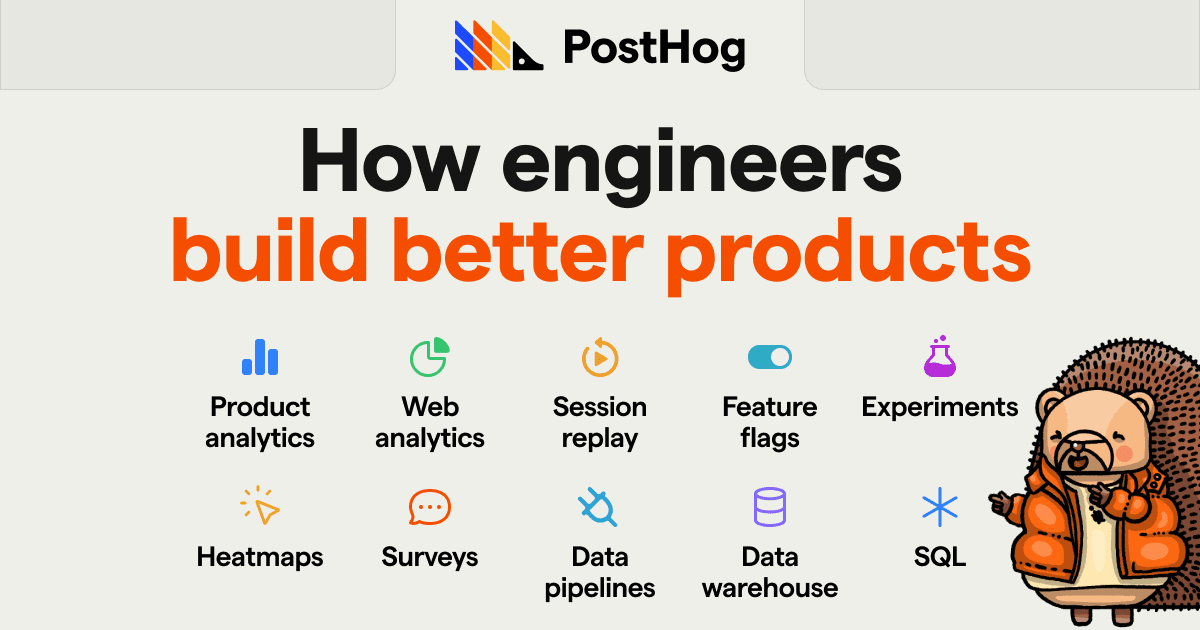 PostHog
How engineers
build better products
Product
analytics
Web
analytics
Session
replay
Feature
flags
Experiments
Heatmaps
Surveys
Data
pipelines
Data
warehouse
SQL